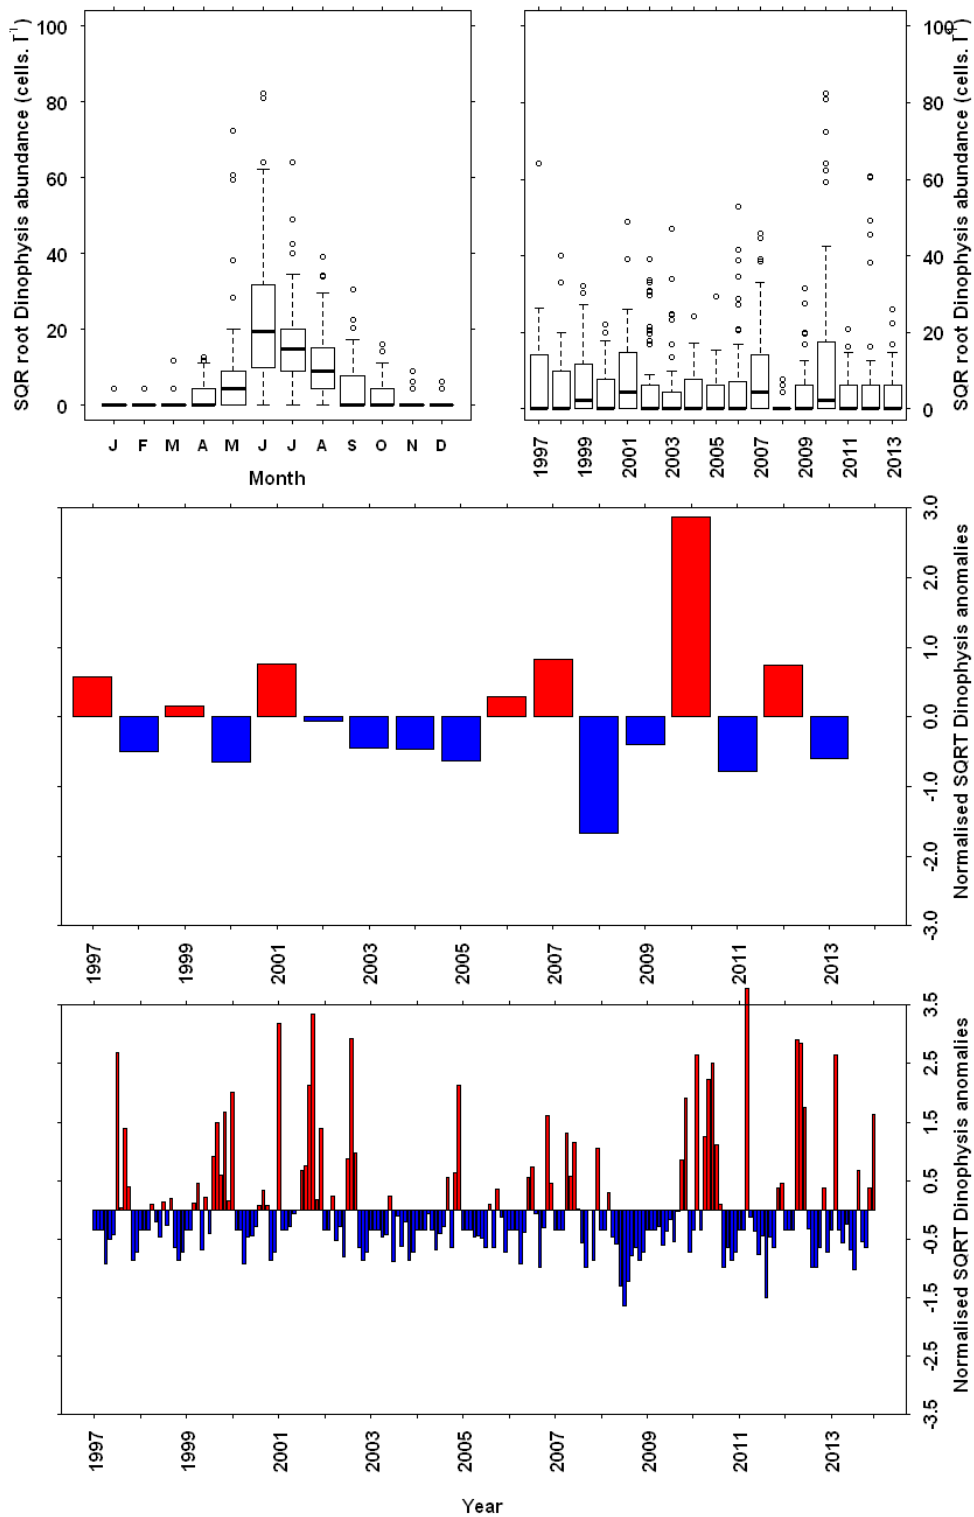 SQR root Dinophysis abundance (cells. l⁻¹)
100
80
60
40
20
0
J F M A M J J A S O N D
Month
100
80
60
40
20
0
SQR root Dinophysis abundance (cells. l⁻¹)
1997 1999 2001 2003 2005 2007 2009 2011 2013
3.0
2.0
1.0
0.0
-1.0
-2.0
-3.0
Normalised SQRT Dinophysis anomalies
1997 1999 2001 2003 2005 2007 2009 2011 2013
3.5
2.5
1.5
0.5
-0.5
-1.5
-2.5
-3.5
Normalised SQRT Dinophysis anomalies
1997 1999 2001 2003 2005 2007 2009 2011 2013
Year